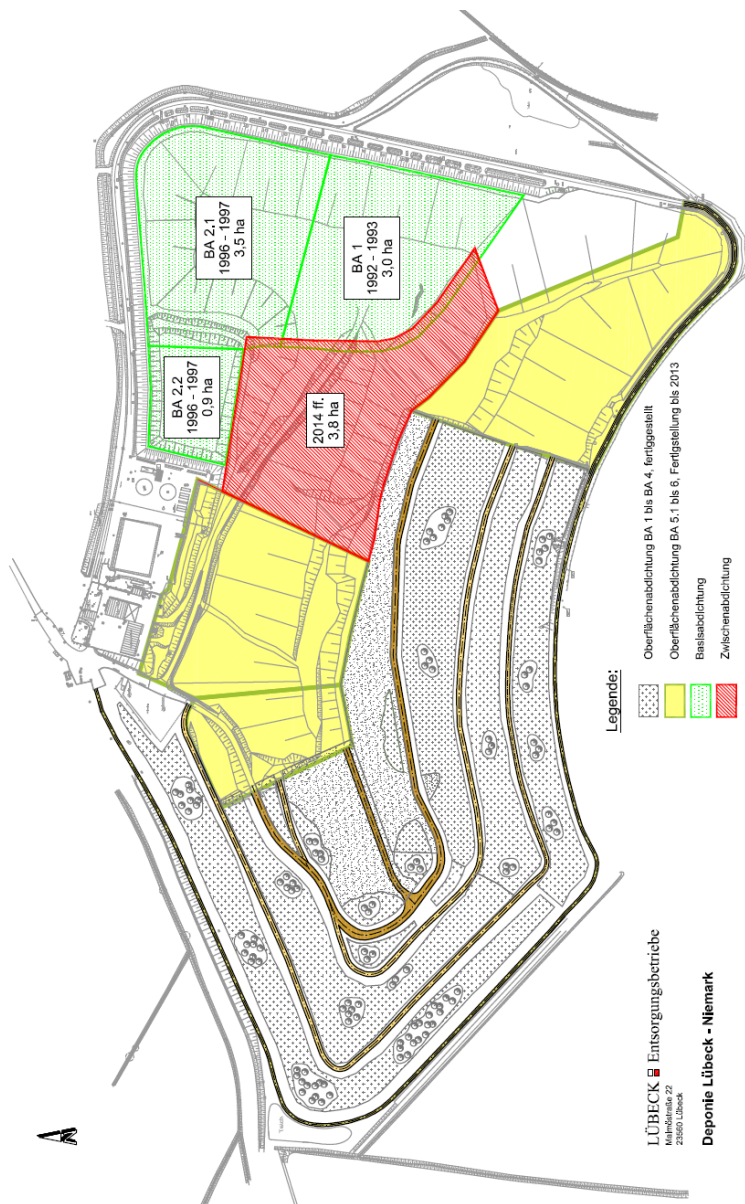 BA 2.1
1996 - 1997
3,5 ha
BA 1
1992 - 1993
3,0 ha
BA 2.2
1996 - 1997
0,9 ha
2014 ff.
3,8 ha
Legende:
Oberflächenabdichtung BA 1 bis BA 4, fertiggestellt
Oberflächenabdichtung BA 5.1 bis 6, Fertigstellung bis 2013
Basisabdichtung
Zwischenabdichtung
LÜBECK Entsorgungsbetriebe
Malmöstraße 22
23560 Lübeck
Deponie Lübeck - Niemark
N